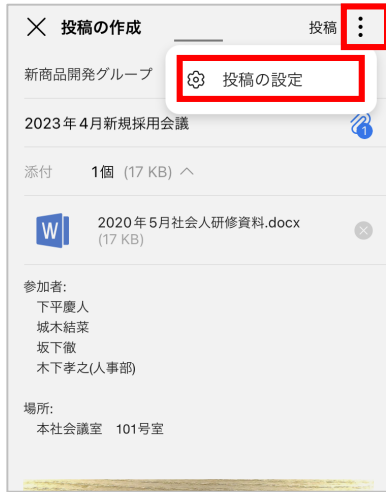 投稿の作成 投稿
新商品開発グループ 投稿の設定
2023年4月新規採用会議 1
添付 1個 (17 KB)
W 2020年5月社会人研修資料.docx
(17 KB)
参加者:
下平慶人
城木結菜
坂下徹
木下孝之(人事部)
場所:
本社会議室 101号室